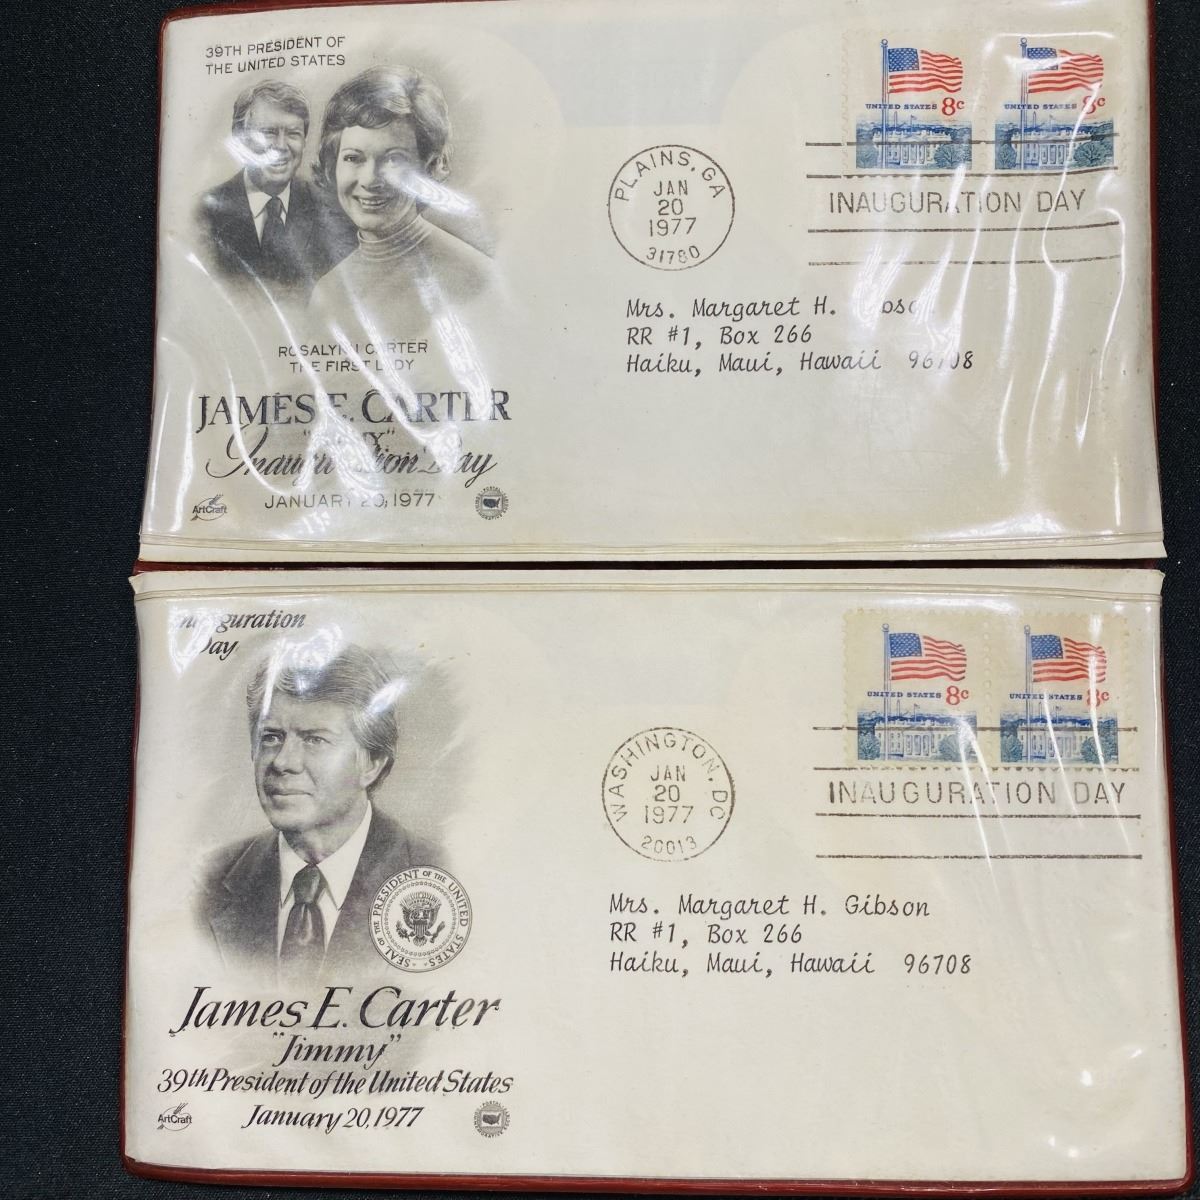 39TH PRESIDENT OF
THE UNITED STATES
UNITED STATES 8c
UNITED STATES 8c
PLAINS, GA
JAN
20
1977
31780
INAUGURATION DAY
Mrs. Margaret H.
RR #1, Box 266
Haiku, Maui, Hawaii 96708
ROSALYNN CARTER
THE FIRST LADY
JAMES E. CARTER
Inauguration Day
JANUARY 20, 1977
ArtCraft
Inauguration
Day
UNITED STATES 8c
UNITED STATES 8c
WASHINGTON, DC
JAN
20
1977
20013
INAUGURATION DAY
Mrs. Margaret H. Gibson
RR #1, Box 266
Haiku, Maui, Hawaii 96708
SEAL OF THE PRESIDENT OF THE UNITED STATES
James E. Carter
"Jimmy"
39th President of the United States
January 20, 1977
ArtCraft